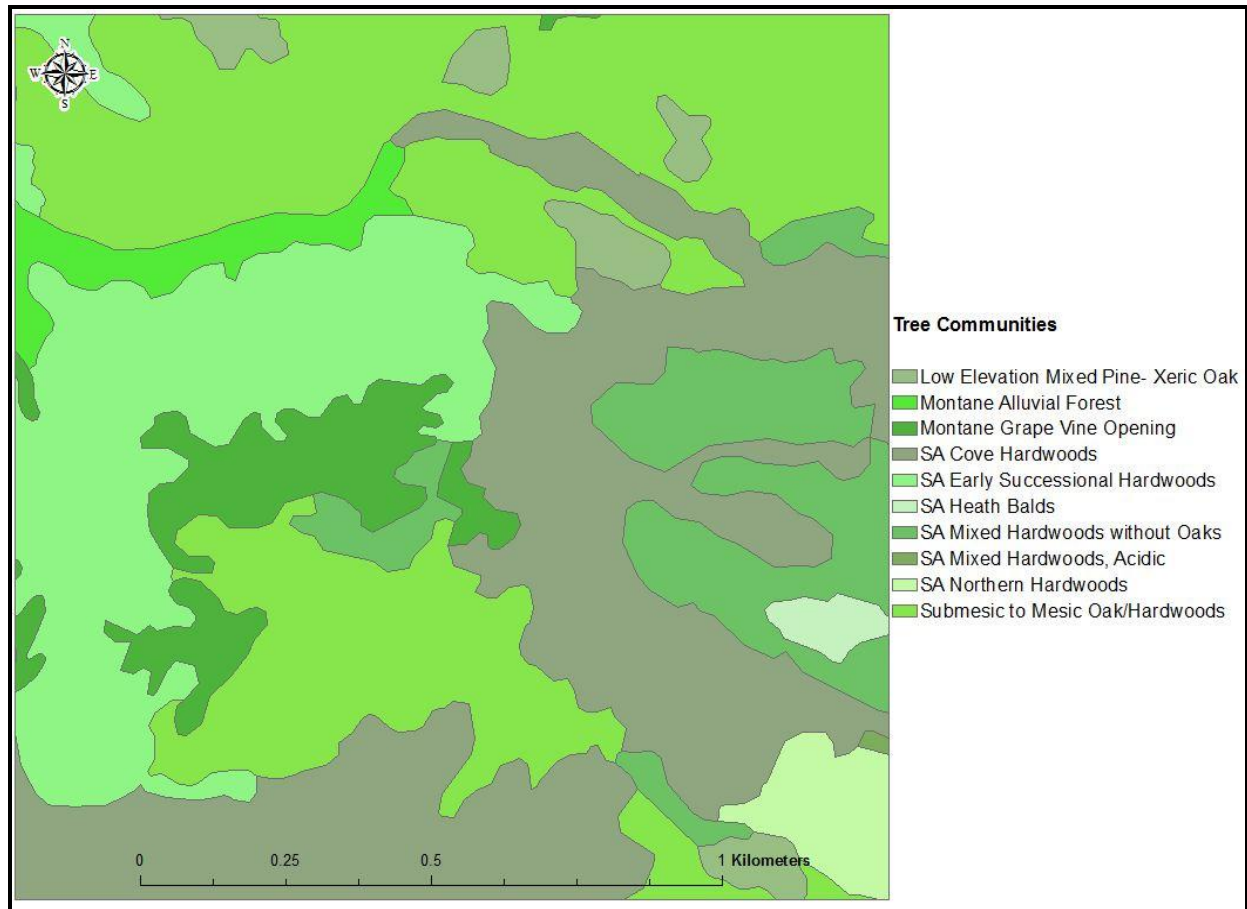 N
W E
S
Tree Communities
Low Elevation Mixed Pine- Xeric Oak
Montane Alluvial Forest
Montane Grape Vine Opening
SA Cove Hardwoods
SA Early Successional Hardwoods
SA Heath Balds
SA Mixed Hardwoods without Oaks
SA Mixed Hardwoods, Acidic
SA Northern Hardwoods
Submesic to Mesic Oak/Hardwoods
0 0.25 0.5 1 Kilometers